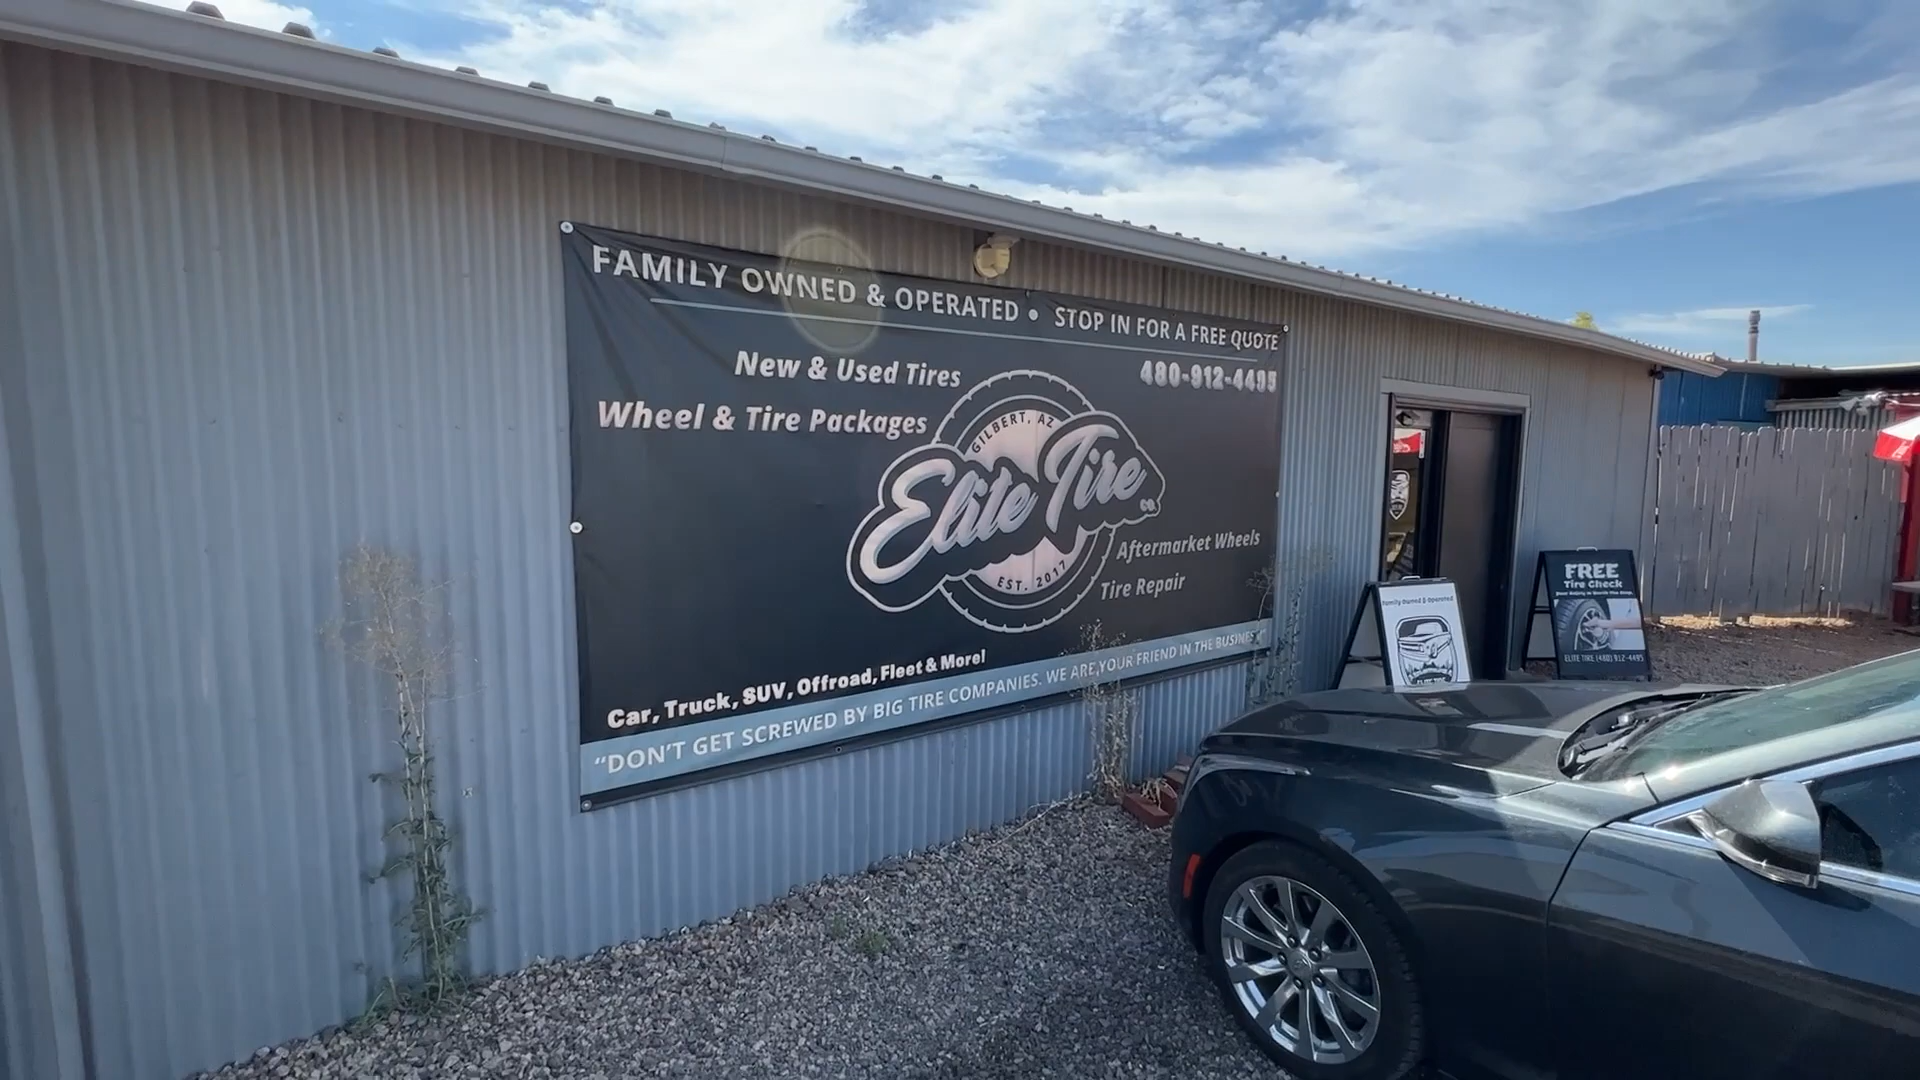 FAMILY OWNED & OPERATED • STOP IN FOR A FREE QUOTE
New & Used Tires
480-912-4495
Wheel & Tire Packages
GILBERT, AZ
Elite Tire
CO.
EST. 2017
Aftermarket Wheels
Tire Repair
Car, Truck, SUV, Offroad, Fleet & More!
“DON'T GET SCREWED BY BIG TIRE COMPANIES. WE ARE YOUR FRIEND IN THE BUSINESS”
Family Owned & Operated
ELITE TIRE
FREE
Tire Check
ELITE TIRE (480) 912-4495